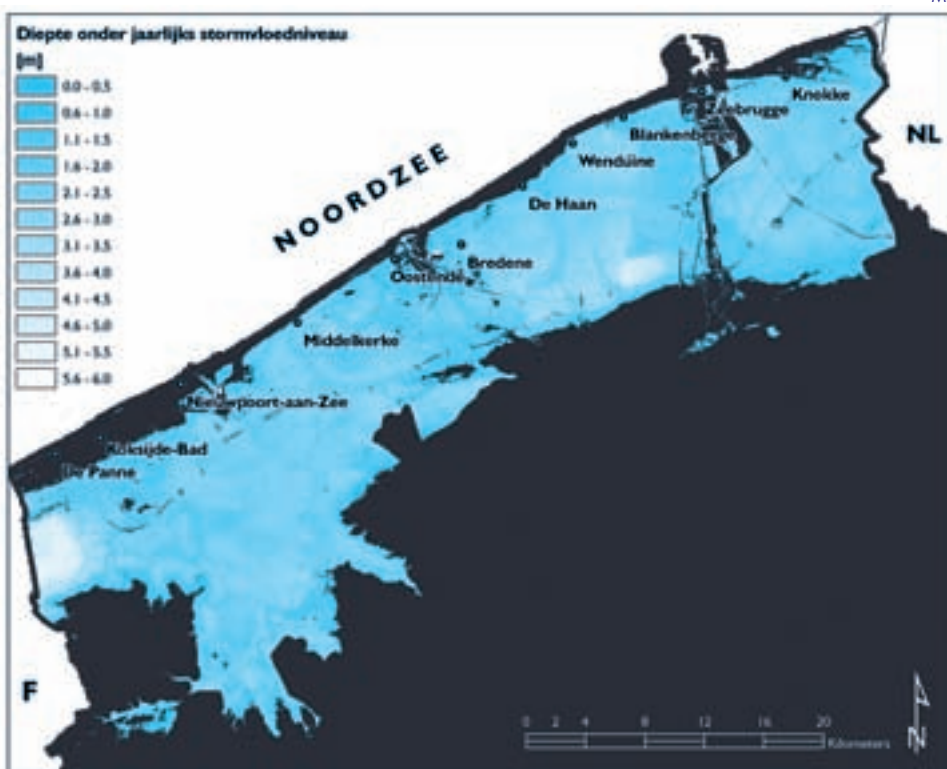 Diepte onder jaarlijks stormvloedniveau
[m]
0.0 - 0.5
0.6 - 1.0
1.1 - 1.5
1.6 - 2.0
2.1 - 2.5
2.6 - 3.0
3.1 - 3.5
3.6 - 4.0
4.1 - 4.5
4.6 - 5.0
5.1 - 5.5
5.6 - 6.0
NOORDZEE
NL
Knokke
Zeebrugge
Blankenberge
Wenduine
De Haan
Bredene
Oostende
Middelkerke
Nieuwpoort-aan-Zee
Koksijde-Bad
De Panne
F
0 2 4 8 12 16 20
Kilometers
N